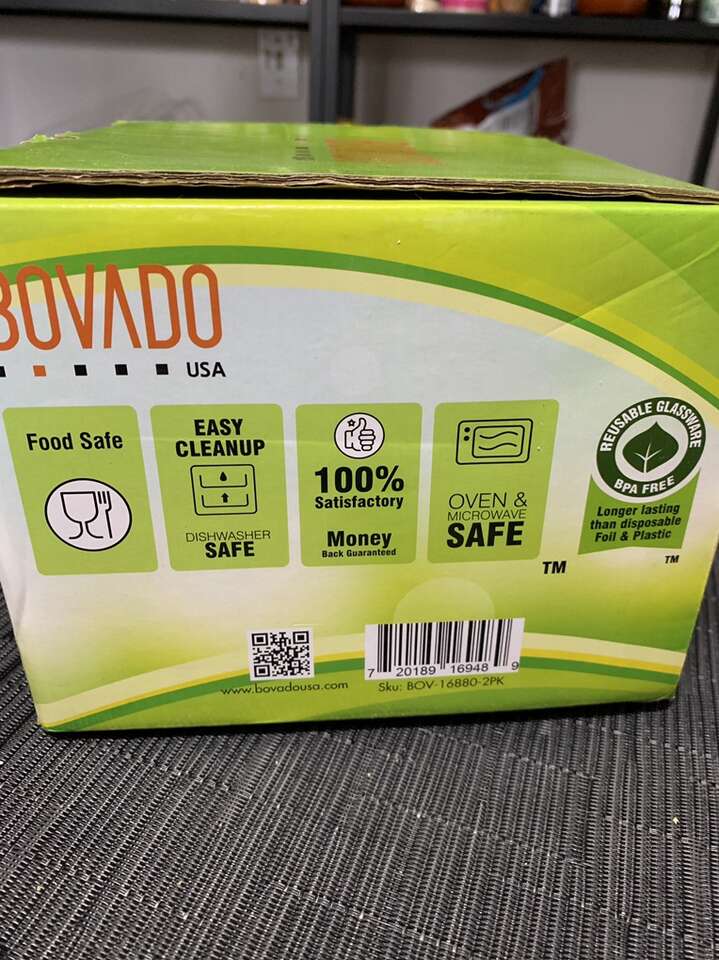 BOVADO
USA
Food Safe
EASY
CLEANUP
DISHWASHER
SAFE
100%
Satisfactory
Money
Back Guaranteed
OVEN &
MICROWAVE
SAFE
TM
REUSABLE GLASSWARE
BPA FREE
Longer lasting
than disposable
Foil & Plastic
TM
www.bovadousa.com
7 20189 16948 9
Sku: BOV-16880-2PK